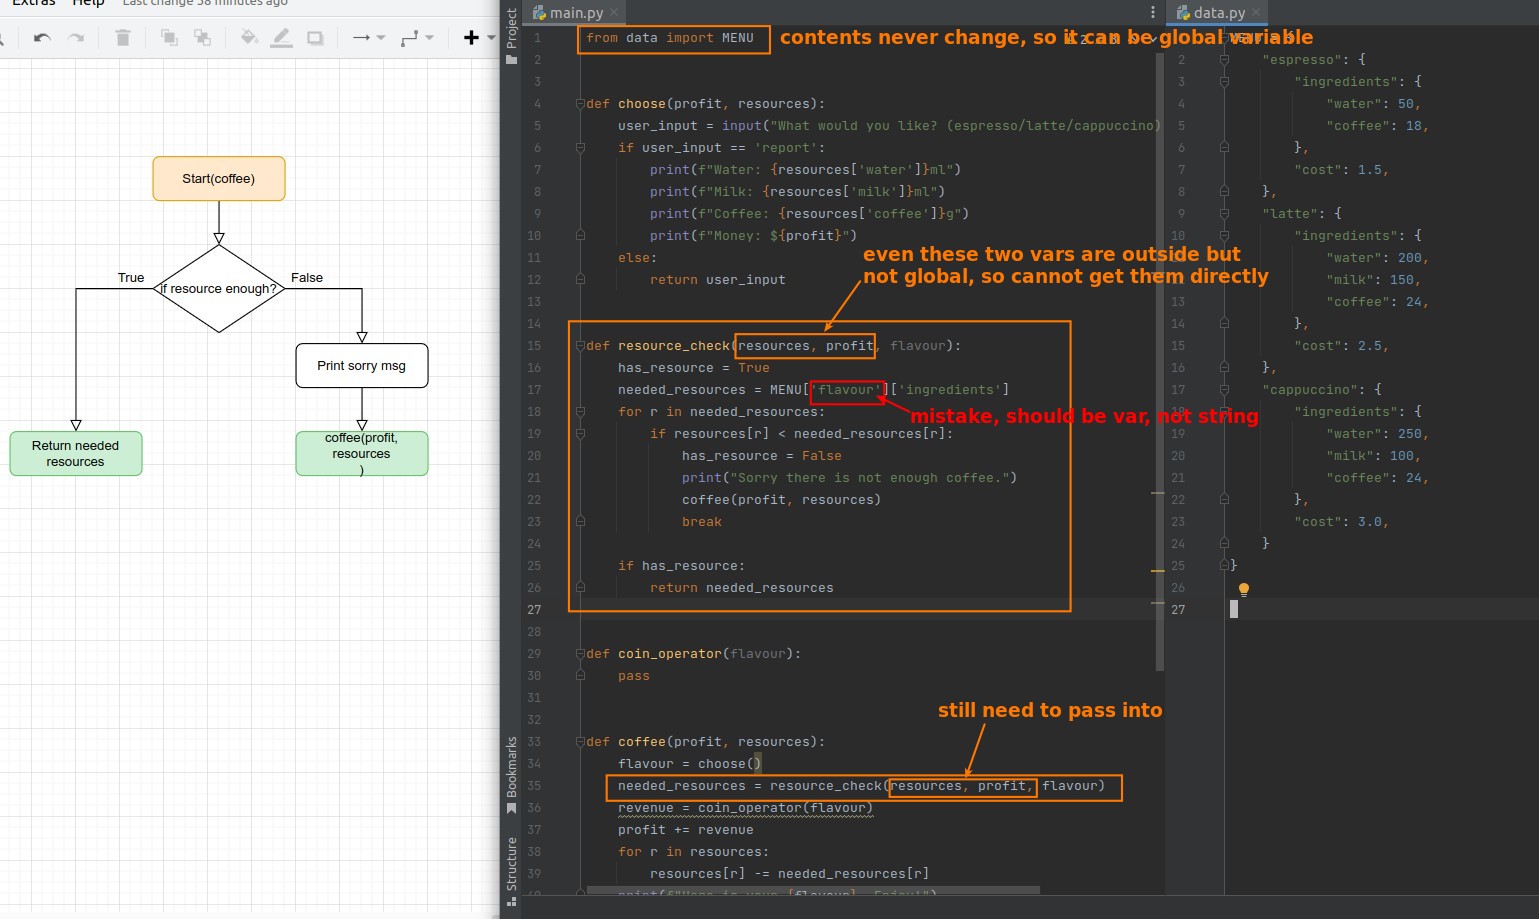 Extras Help Last change 38 minutes ago
Start(coffee)
if resource enough?
True
False
Print sorry msg
Return needed
resources
coffee(profit,
resources
)
Project
Bookmarks
Structure
main.py
data.py
1 from data import MENU
contents never change, so it can be global variable
2
3
4 def choose(profit, resources):
5 user_input = input("What would you like? (espresso/latte/cappuccino)
6 if user_input == 'report':
7 print(f"Water: {resources['water']}ml")
8 print(f"Milk: {resources['milk']}ml")
9 print(f"Coffee: {resources['coffee']}g")
10 print(f"Money: ${profit}")
11 else:
12 return user_input
even these two vars are outside but
not global, so cannot get them directly
13
14
15 def resource_check(resources, profit, flavour):
16 has_resource = True
17 needed_resources = MENU['flavour']['ingredients']
mistake, should be var, not string
18 for r in needed_resources:
19 if resources[r] < needed_resources[r]:
20 has_resource = False
21 print("Sorry there is not enough coffee.")
22 coffee(profit, resources)
23 break
24
25 if has_resource:
26 return needed_resources
27
28
29 def coin_operator(flavour):
30 pass
31
32
still need to pass into
33 def coffee(profit, resources):
34 flavour = choose()
35 needed_resources = resource_check(resources, profit, flavour)
36 revenue = coin_operator(flavour)
37 profit += revenue
38 for r in resources:
39 resources[r] -= needed_resources[r]
2 "espresso": {
3 "ingredients": {
4 "water": 50,
5 "coffee": 18,
6 },
7 "cost": 1.5,
8 },
9 "latte": {
10 "ingredients": {
"water": 200,
"milk": 150,
13 "coffee": 24,
14 },
15 "cost": 2.5,
16 },
17 "cappuccino": {
18 "ingredients": {
19 "water": 250,
20 "milk": 100,
21 "coffee": 24,
22 },
23 "cost": 3.0,
24 }
25 }
26
27